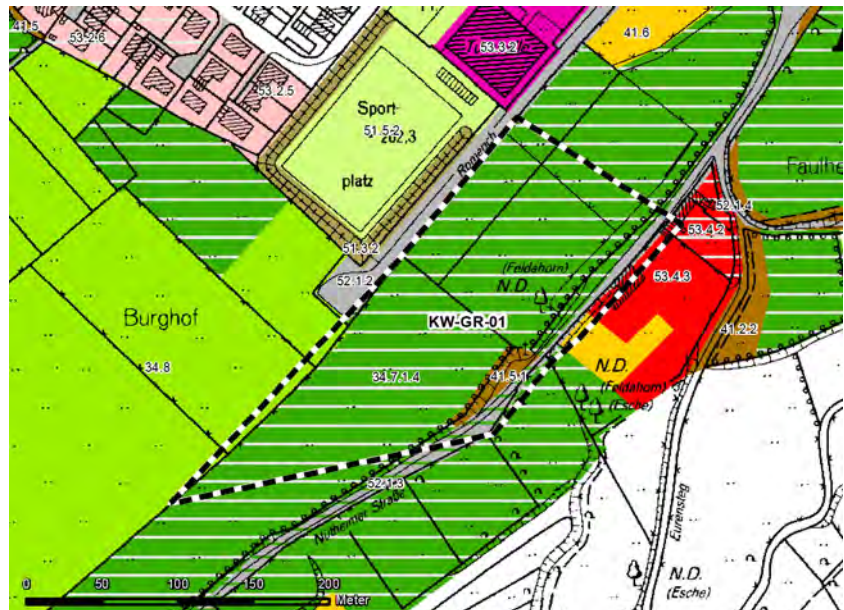 41.5
53.2.6
53.2.5
53.3.2
41.6
Sport-
51.5.2
202,3
platz
Faulhe
52.1.4
53.4.2
51.3.2
52.1.2
(Feldahorn)
N.D.
53.4.3
Burghof
KW-GR-01
41.2.2
34.8
34.7.1.4
41.5.1
N.D.
(Feldahorn)
(Esche)
52.1.3
Nutheimer Straße
Eurensteg
N.D.
(Esche)
0 50 100 150 200
Meter